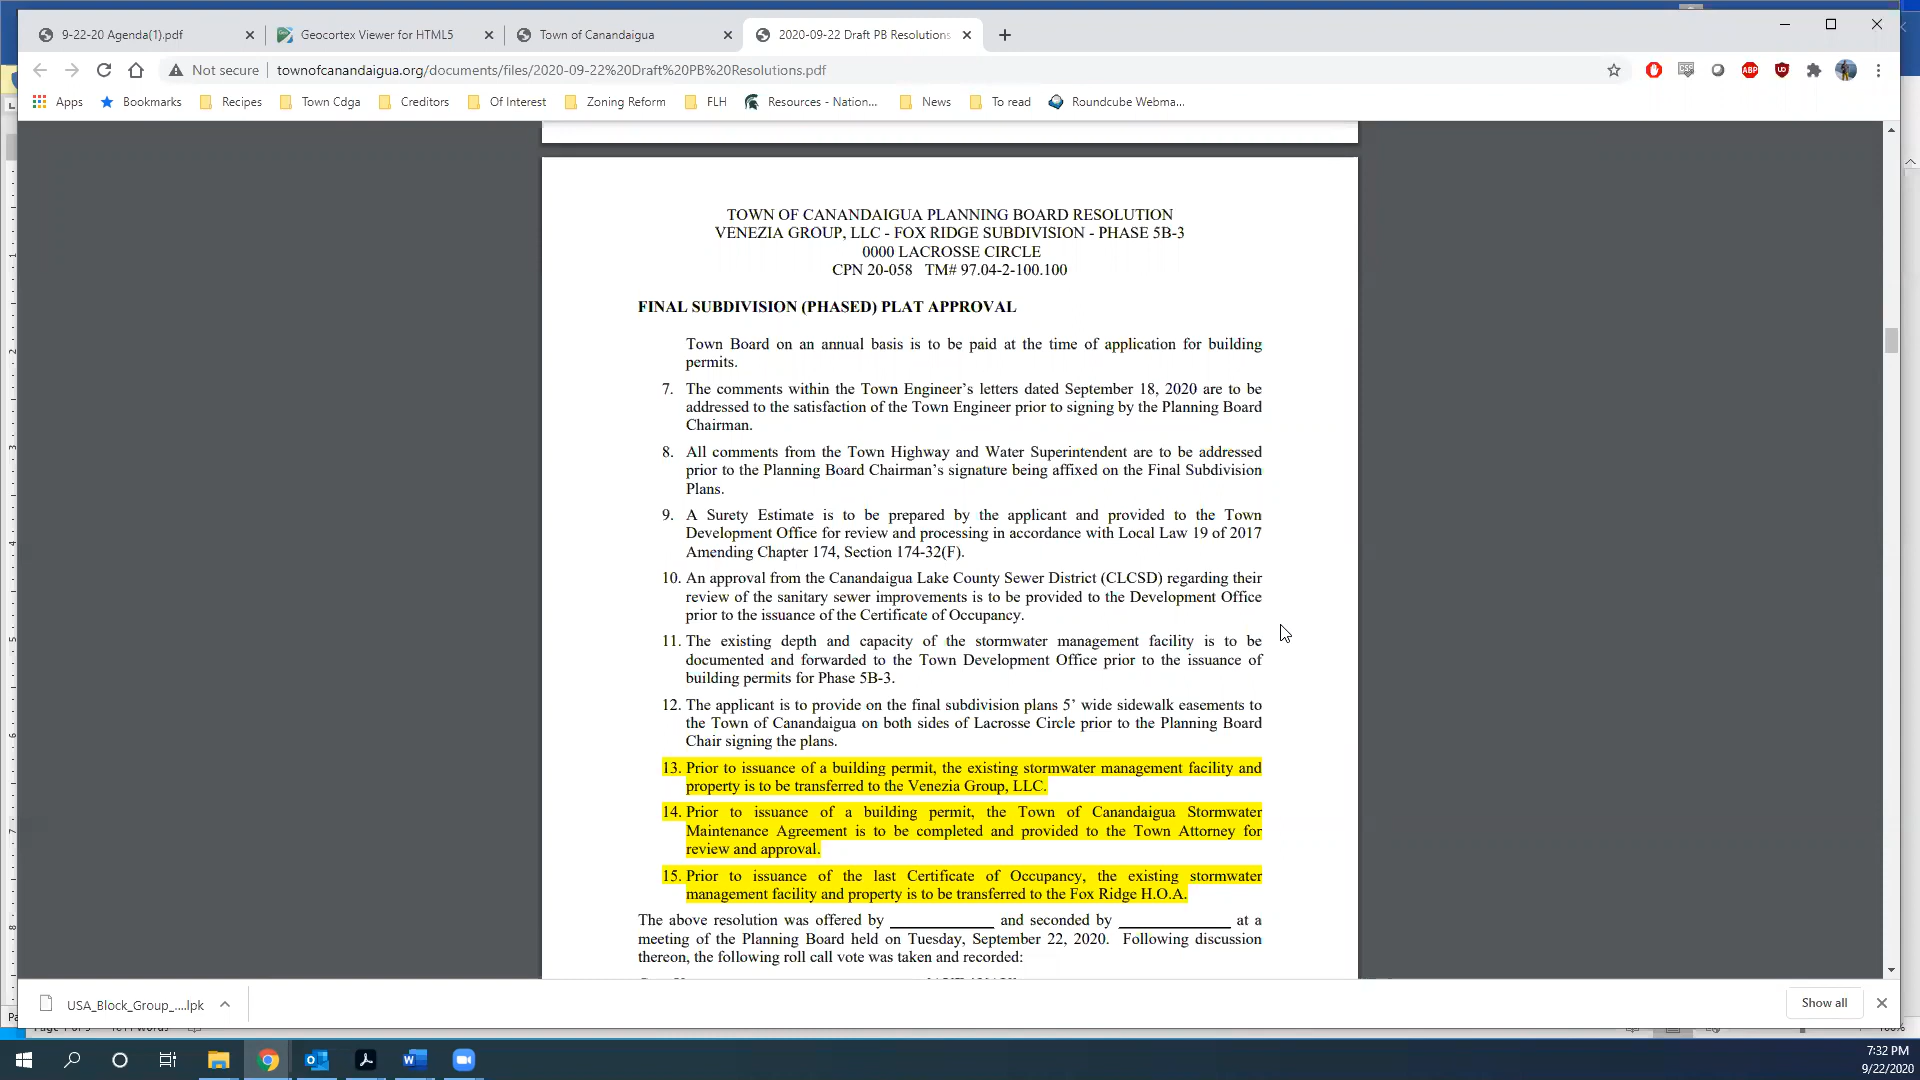 9-22-20 Agenda(1).pdf
Geocortex Viewer for HTML5
Town of Canandaigua
2020-09-22 Draft PB Resolutions
Not secure
townofcanandaigua.org/documents/files/2020-09-22%20Draft%20PB%20Resolutions.pdf
Apps
Bookmarks
Recipes
Town Cdga
Creditors
Of Interest
Zoning Reform
FLH
Resources - Nation...
News
To read
Roundcube Webma...
TOWN OF CANANDAIGUA PLANNING BOARD RESOLUTION
VENEZIA GROUP, LLC - FOX RIDGE SUBDIVISION - PHASE 5B-3
0000 LACROSSE CIRCLE
CPN 20-058 TM# 97.04-2-100.100
FINAL SUBDIVISION (PHASED) PLAT APPROVAL
Town Board on an annual basis is to be paid at the time of application for building
permits.
7. The comments within the Town Engineer's letters dated September 18, 2020 are to be
addressed to the satisfaction of the Town Engineer prior to signing by the Planning Board
Chairman.
8. All comments from the Town Highway and Water Superintendent are to be addressed
prior to the Planning Board Chairman's signature being affixed on the Final Subdivision
Plans.
9. A Surety Estimate is to be prepared by the applicant and provided to the Town
Development Office for review and processing in accordance with Local Law 19 of 2017
Amending Chapter 174, Section 174-32(F).
10. An approval from the Canandaigua Lake County Sewer District (CLCSD) regarding their
review of the sanitary sewer improvements is to be provided to the Development Office
prior to the issuance of the Certificate of Occupancy.
11. The existing depth and capacity of the stormwater management facility is to be
documented and forwarded to the Town Development Office prior to the issuance of
building permits for Phase 5B-3.
12. The applicant is to provide on the final subdivision plans 5' wide sidewalk easements to
the Town of Canandaigua on both sides of Lacrosse Circle prior to the Planning Board
Chair signing the plans.
13. Prior to issuance of a building permit, the existing stormwater management facility and
property is to be transferred to the Venezia Group, LLC.
14. Prior to issuance of a building permit, the Town of Canandaigua Stormwater
Maintenance Agreement is to be completed and provided to the Town Attorney for
review and approval.
15. Prior to issuance of the last Certificate of Occupancy, the existing stormwater
management facility and property is to be transferred to the Fox Ridge H.O.A.
The above resolution was offered by ____________ and seconded by ____________ at a
meeting of the Planning Board held on Tuesday, September 22, 2020. Following discussion
thereon, the following roll call vote was taken and recorded:
USA_Block_Group_....lpk
Show all
7:32 PM
9/22/2020